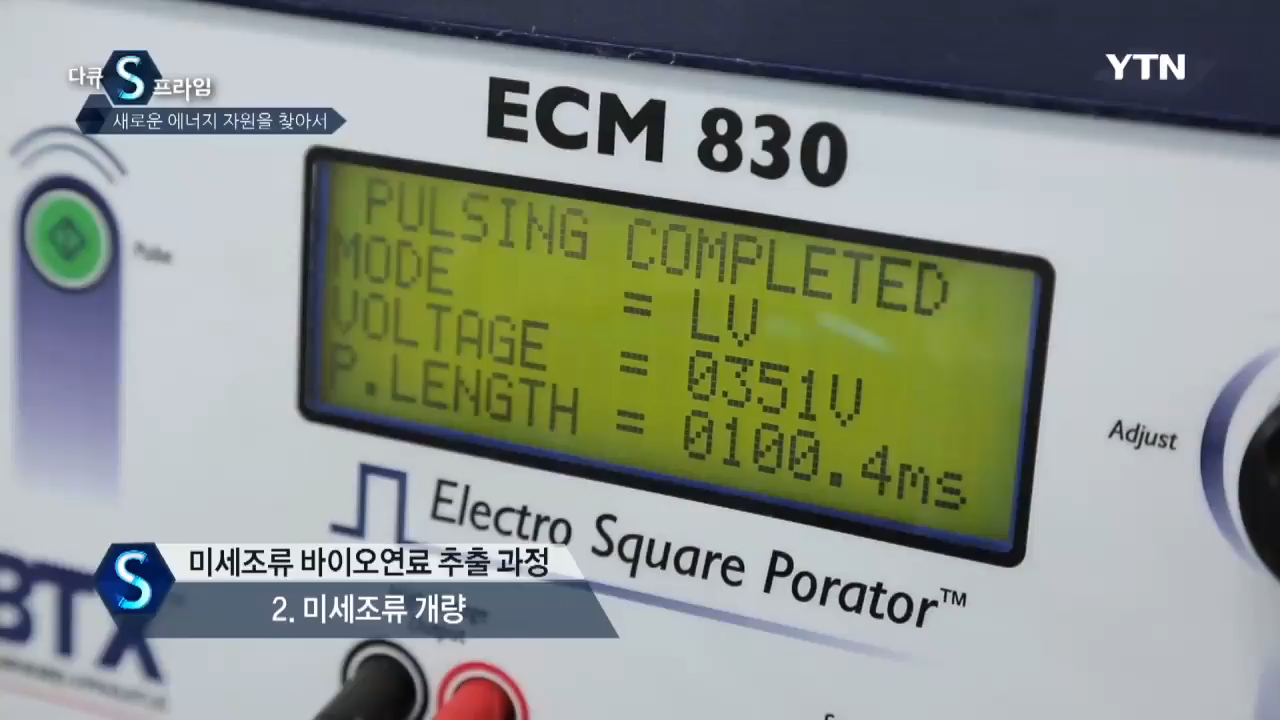 다큐 S 프라임
YTN
새로운 에너지 자원을 찾아서
ECM 830
PULSING COMPLETED
MODE = LV
VOLTAGE = 0351V
P.LENGTH = 0100.4ms
Pulse
Adjust
Electro Square Porator™
S 미세조류 바이오연료 추출 과정
2. 미세조류 개량
BTX